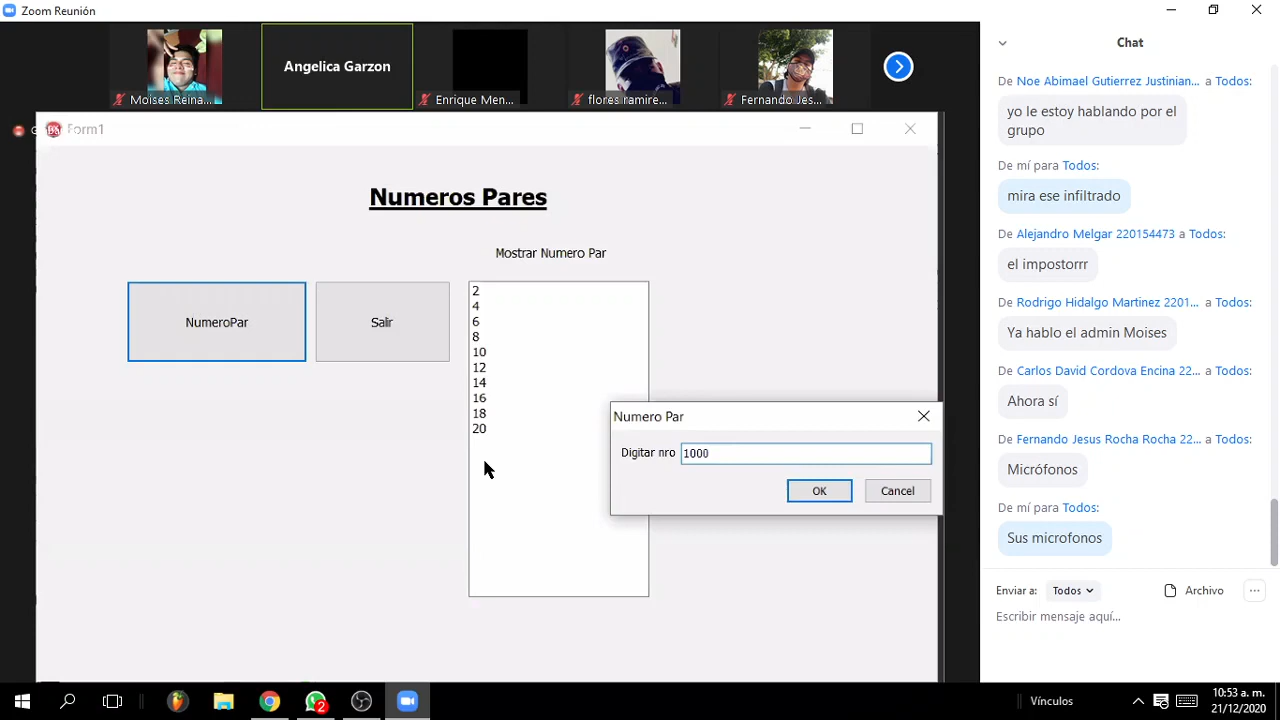 Zoom Reunión
Moises Reina...
Angelica Garzon
Enrique Men...
flores ramire...
Fernando Jes...
Form1
Numeros Pares
Mostrar Numero Par
NumeroPar
Salir
2
4
6
8
10
12
14
16
18
20
Numero Par
Digitar nro
1000
OK
Cancel
Chat
De Noe Abimael Gutierrez Justinian... a Todos:
yo le estoy hablando por el
grupo
De mí para Todos:
mira ese infiltrado
De Alejandro Melgar 220154473 a Todos:
el impostorrr
De Rodrigo Hidalgo Martinez 2201... a Todos:
Ya hablo el admin Moises
De Carlos David Cordova Encina 22... a Todos:
Ahora sí
De Fernando Jesus Rocha Rocha 22... a Todos:
Micrófonos
De mí para Todos:
Sus microfonos
Enviar a: Todos
Archivo
Escribir mensaje aquí...
2
Vínculos
10:53 a. m.
21/12/2020